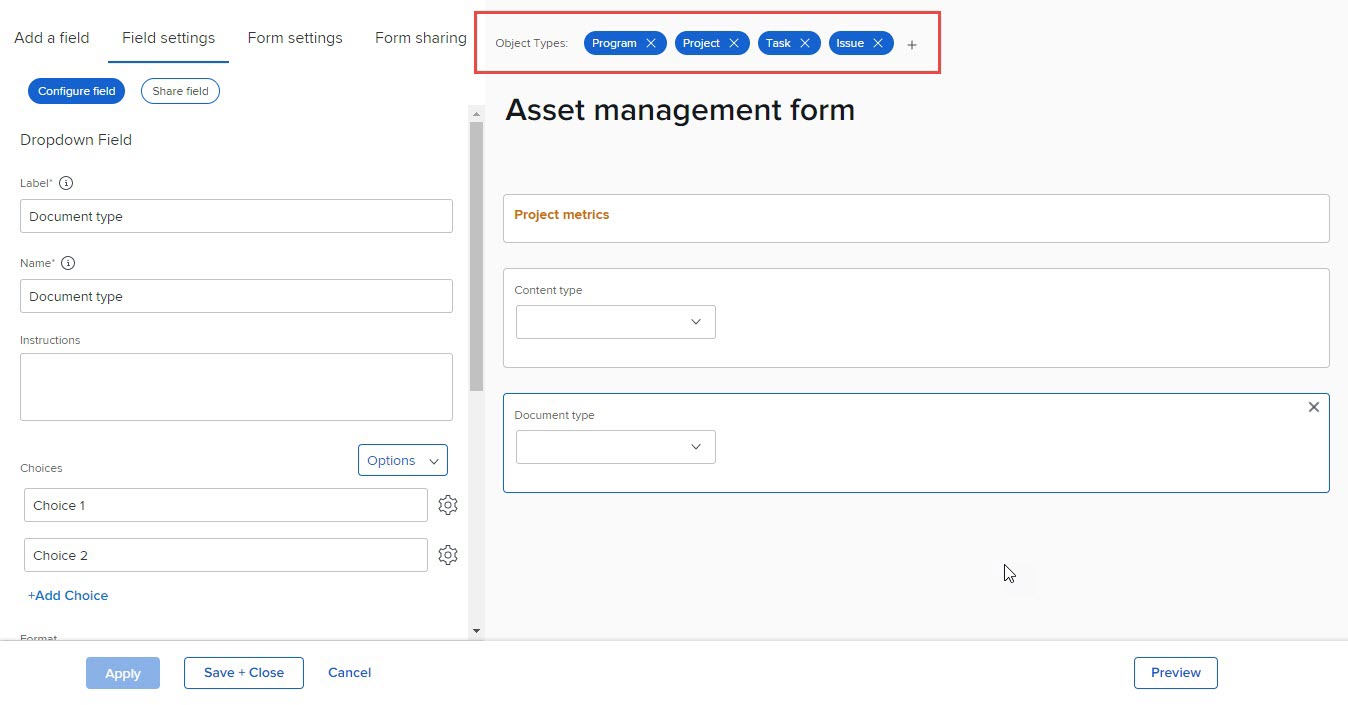 Add a field Field settings Form settings Form sharing
Object Types: Program Project Task Issue +
Configure field Share field
Asset management form
Dropdown Field
Label*
Document type
Name*
Document type
Instructions
Choices
Options
Choice 1
Choice 2
+Add Choice
Format
Project metrics
Content type
Document type
Apply Save + Close Cancel Preview